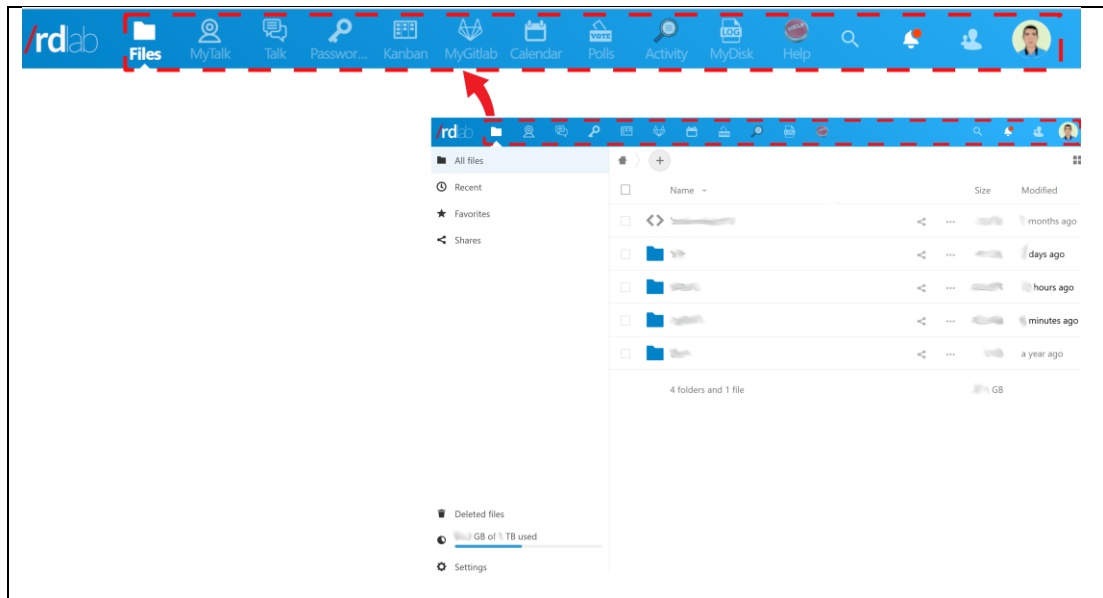 /rdlab
Files MyTalk Talk Passwor... Kanban MyGitlab Calendar Polls Activity MyDisk Help
VOTE LOG HELP
/rdlab
All files
Recent
Favorites
Shares
Name Size Modified
months ago
days ago
hours ago
minutes ago
a year ago
4 folders and 1 file GB
Deleted files
GB of TB used
Settings